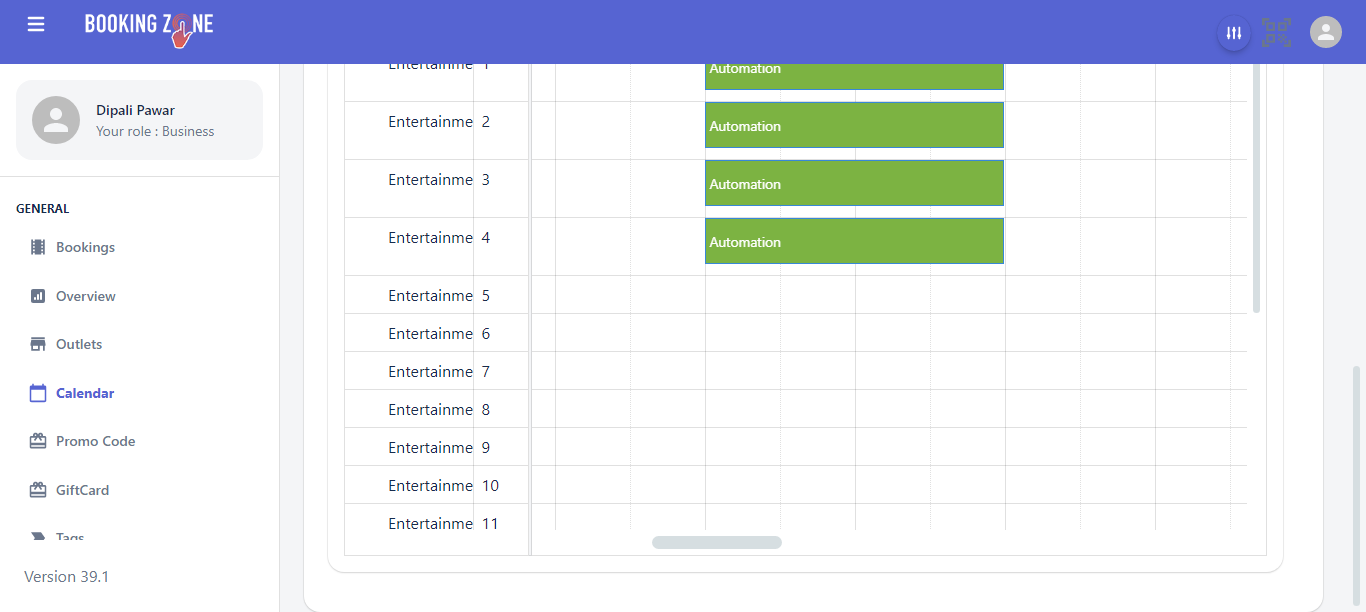 BOOKING ZONE
Dipali Pawar
Your role : Business
GENERAL
Bookings
Overview
Outlets
Calendar
Promo Code
GiftCard
Tags
Version 39.1
Entertainme 1 Automation
Entertainme 2 Automation
Entertainme 3 Automation
Entertainme 4 Automation
Entertainme 5
Entertainme 6
Entertainme 7
Entertainme 8
Entertainme 9
Entertainme 10
Entertainme 11